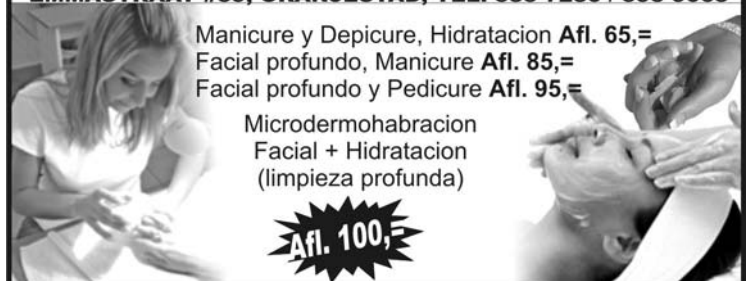 Manicure y Depicure, Hidratacion Afl. 65,=
Facial profundo, Manicure Afl. 85,=
Facial profundo y Pedicure Afl. 95,=
Microdermohabracion
Facial + Hidratacion
(limpieza profunda)
Afl. 100,=